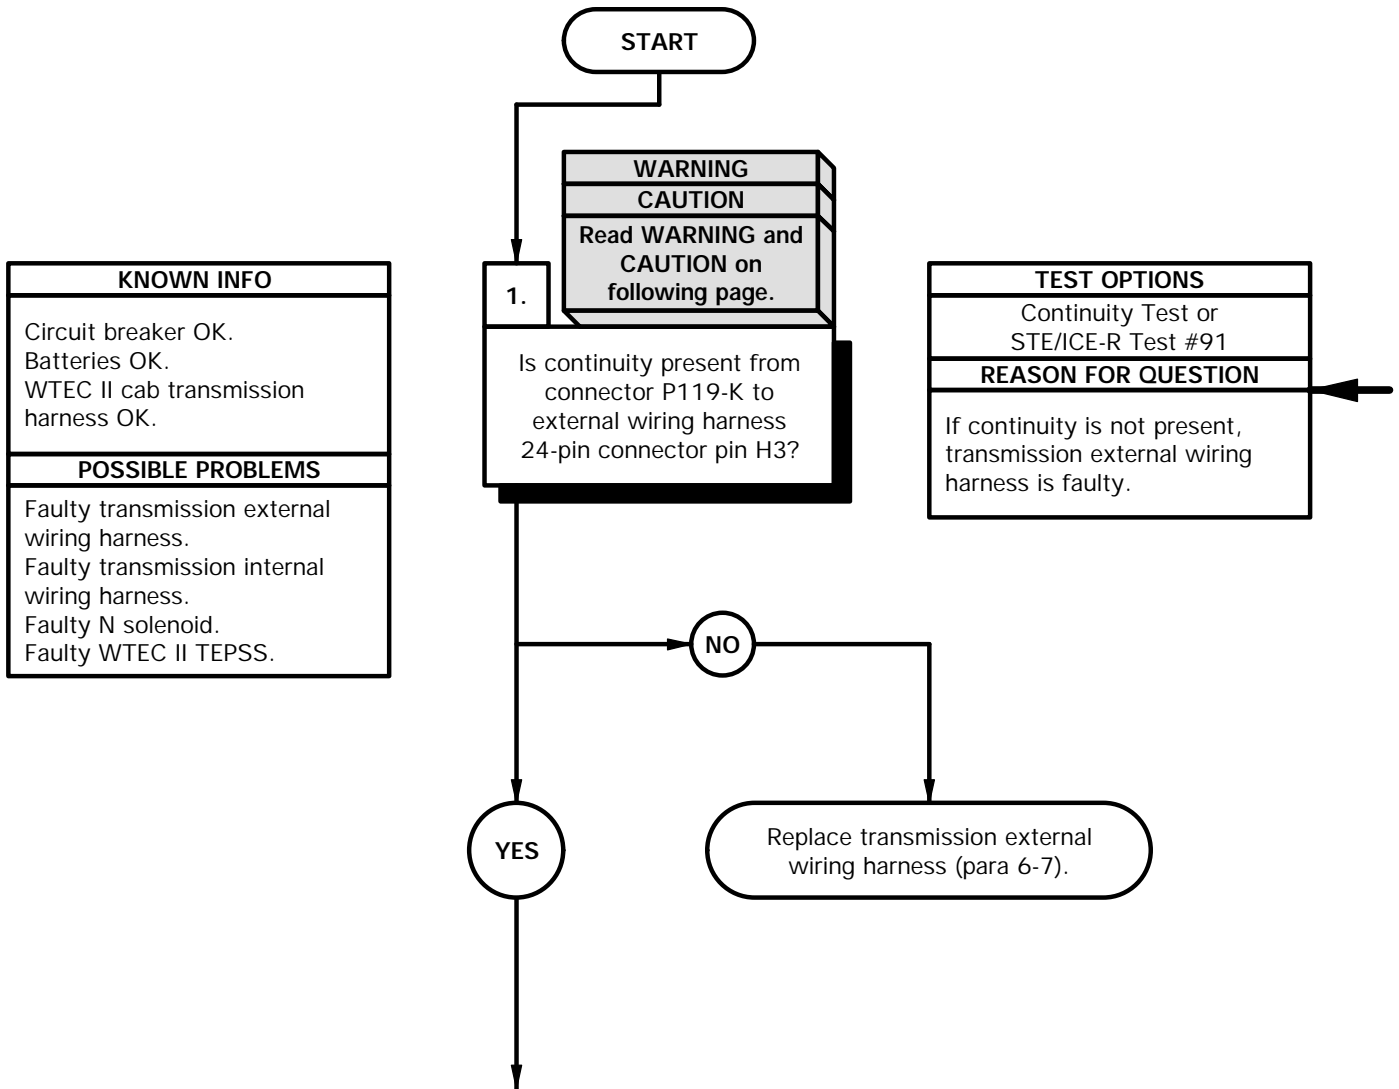 START
WARNING
CAUTION
Read WARNING and
CAUTION on
following page.
KNOWN INFO
Circuit breaker OK.
Batteries OK.
WTEC II cab transmission
harness OK.
POSSIBLE PROBLEMS
Faulty transmission external
wiring harness.
Faulty transmission internal
wiring harness.
Faulty N solenoid.
Faulty WTEC II TEPSS.
1.
Is continuity present from
connector P119-K to
external wiring harness
24-pin connector pin H3?
TEST OPTIONS
Continuity Test or
STE/ICE-R Test #91
REASON FOR QUESTION
If continuity is not present,
transmission external wiring
harness is faulty.
NO
YES
Replace transmission external
wiring harness (para 6-7).